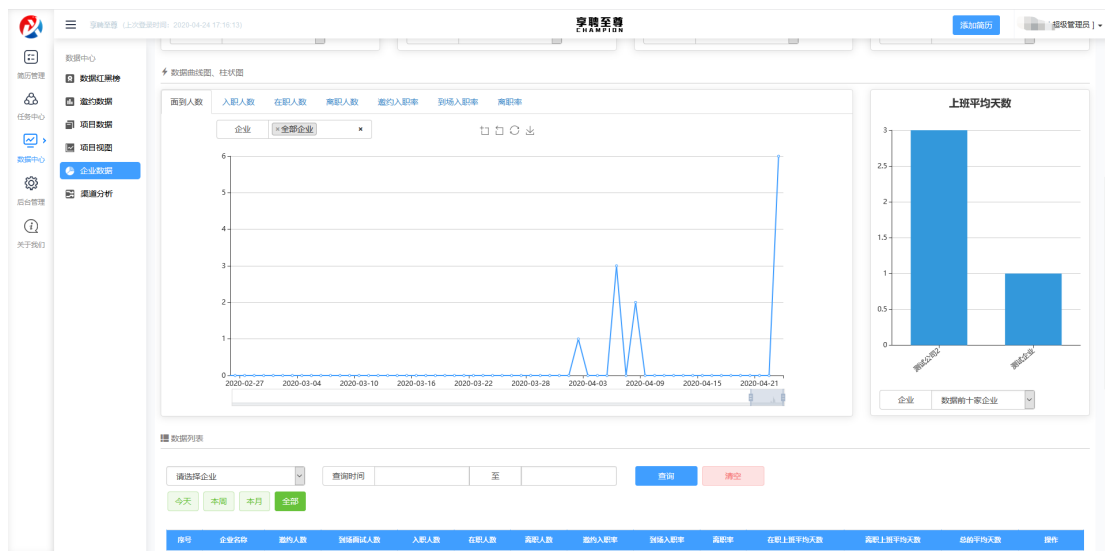 享聘至尊 (上次登录时间: 2020-04-24 17:16:13)
享聘至尊
CHAMPION
添加简历
超级管理员 ]
简历管理
任务中心
数据中心
后台管理
关于我们
数据中心
数据红黑榜
邀约数据
项目数据
项目视图
企业数据
渠道分析
数据曲线图、柱状图
面到人数 入职人数 在职人数 离职人数 邀约入职率 到场入职率 离职率
企业 ×全部企业 ×
6
5
4
3
2
1
0
2020-02-27 2020-03-04 2020-03-10 2020-03-16 2020-03-22 2020-03-28 2020-04-03 2020-04-09 2020-04-15 2020-04-21
上班平均天数
3
2.5
2
1.5
1
0.5
0
测试公司2 测试企业
企业 数据前十家企业
数据列表
请选择企业 查询时间 至 查询 清空
今天 本周 本月 全部
序号 企业名称 邀约人数 到场面试人数 入职人数 在职人数 离职人数 邀约入职率 到场入职率 离职率 在职上班平均天数 离职上班平均天数 总的平均天数 操作